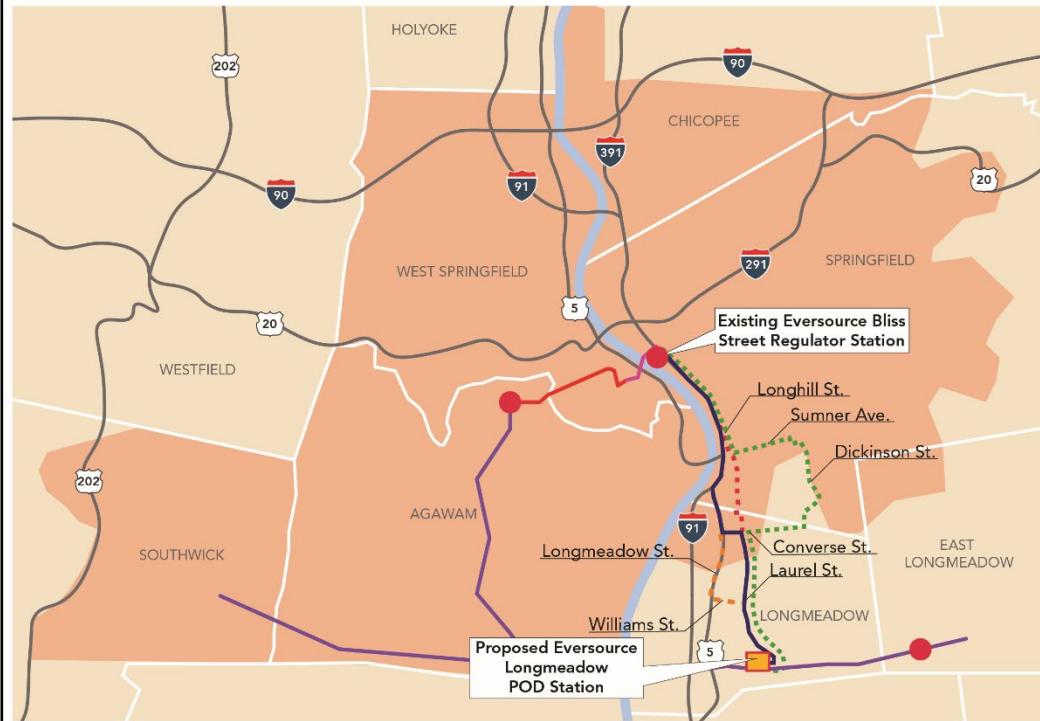 HOLYOKE
202
90
CHICOPEE
391
91
90
20
WEST SPRINGFIELD
291
SPRINGFIELD
5
20
Existing Eversource Bliss
Street Regulator Station
WESTFIELD
Longhill St.
Sumner Ave.
Dickinson St.
202
AGAWAM
91
Longmeadow St.
Converse St.
EAST
LONGMEADOW
SOUTHWICK
Laurel St.
LONGMEADOW
Williams St.
Proposed Eversource
Longmeadow
POD Station
5